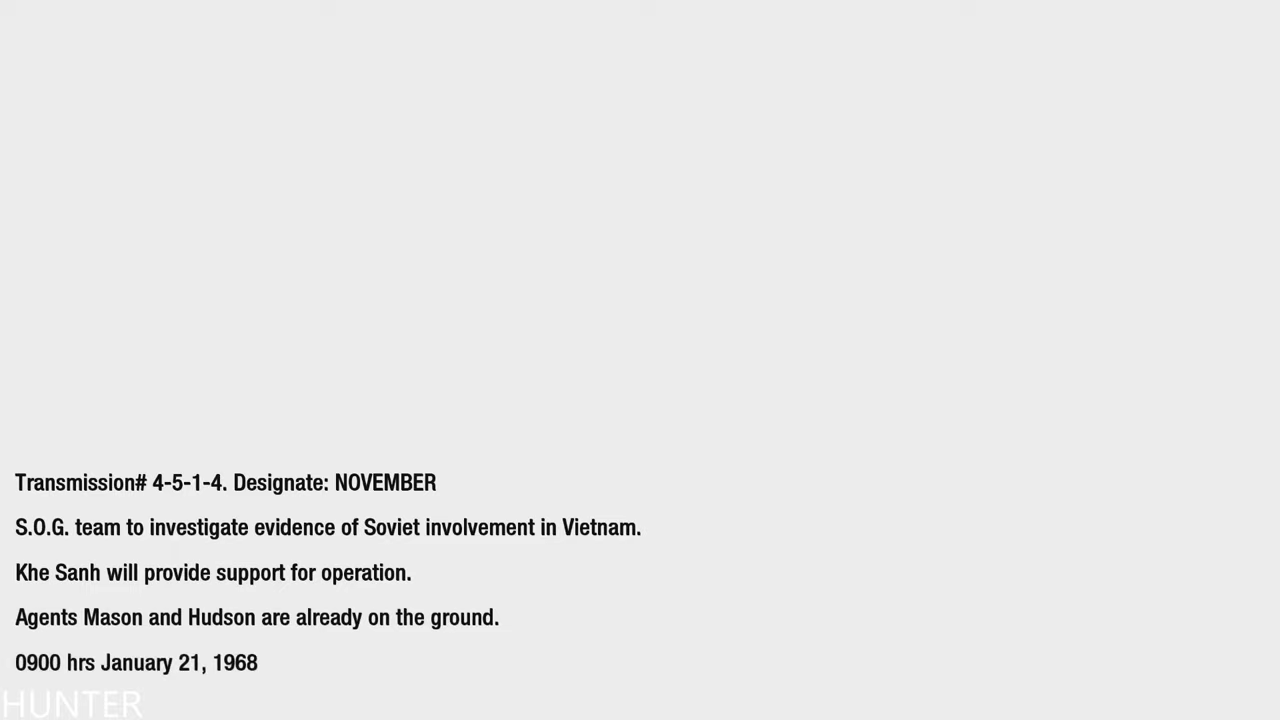 Transmission# 4-5-1-4. Designate: NOVEMBER
S.O.G. team to investigate evidence of Soviet involvement in Vietnam.
Khe Sanh will provide support for operation.
Agents Mason and Hudson are already on the ground.
0900 hrs January 21, 1968
HUNTER